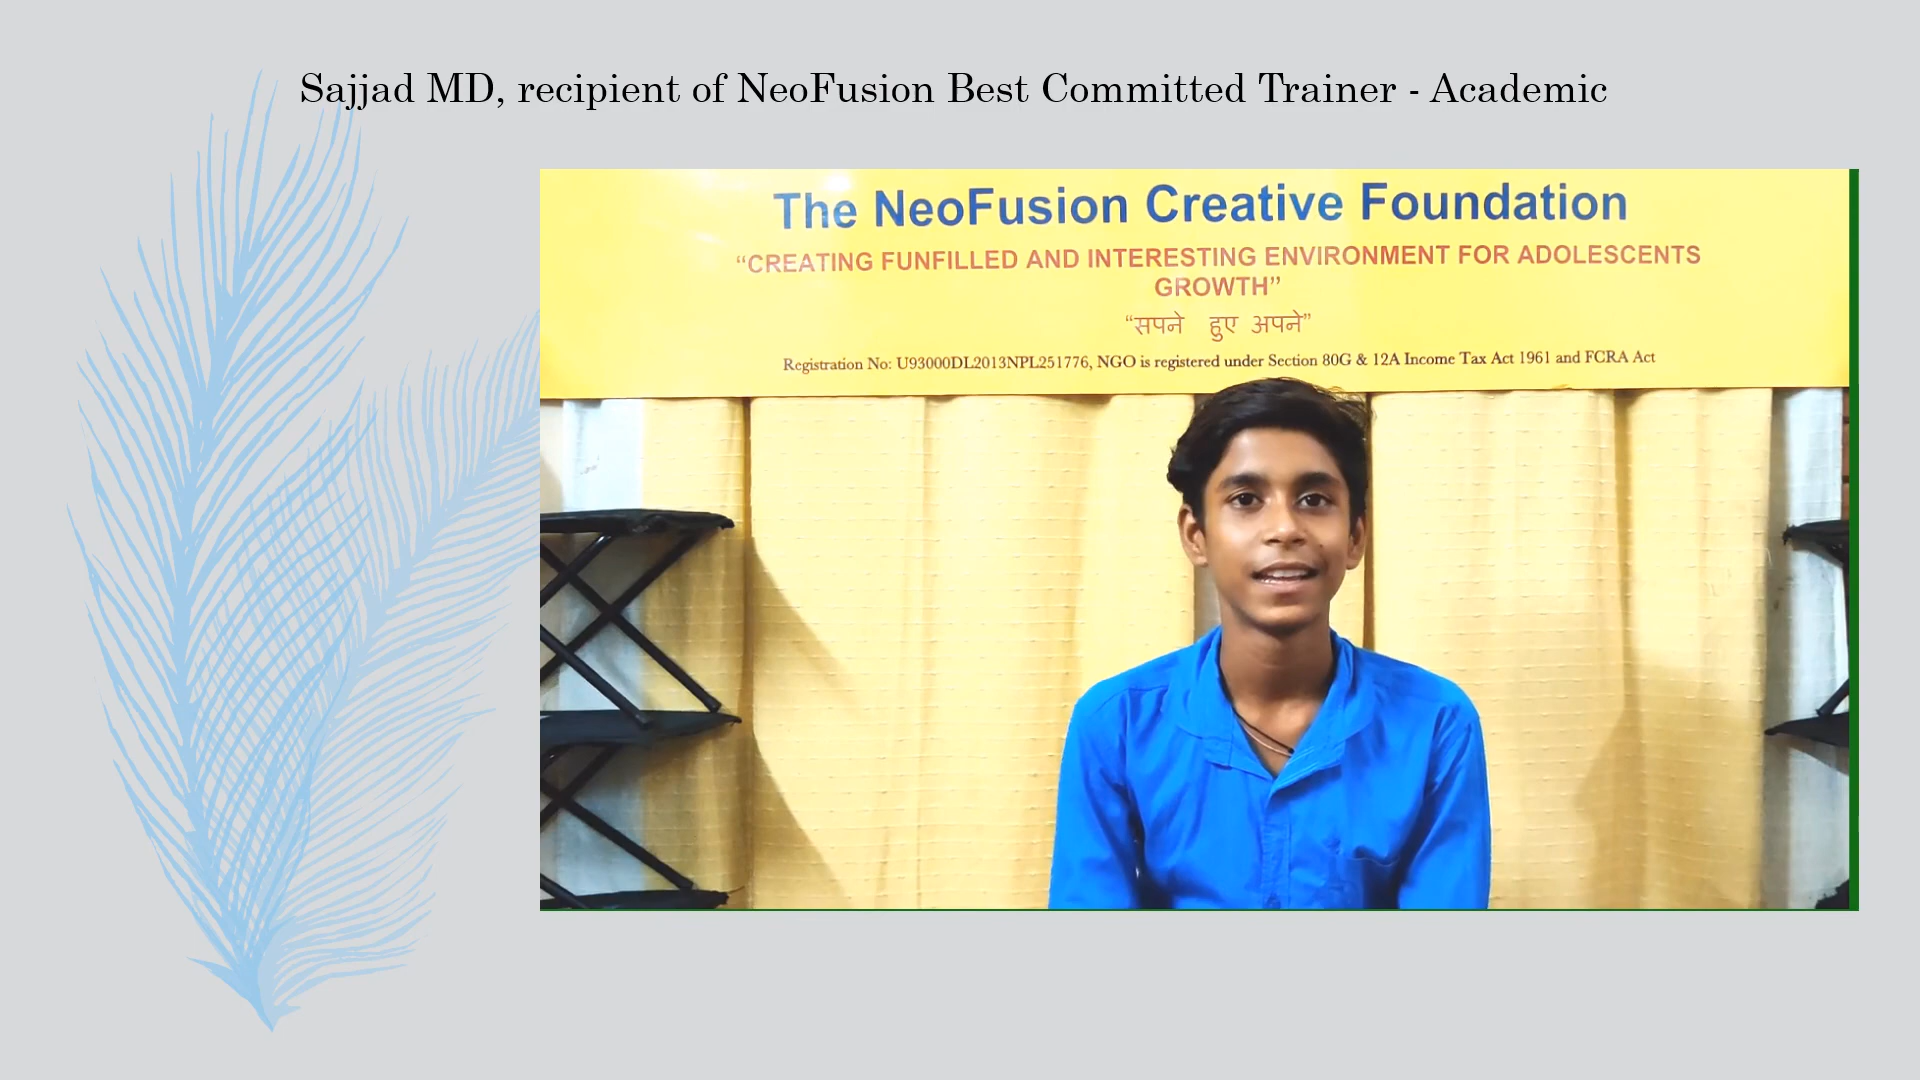 Sajjad MD, recipient of NeoFusion Best Committed Trainer - Academic
The NeoFusion Creative Foundation
“CREATING FUNFILLED AND INTERESTING ENVIRONMENT FOR ADOLESCENTS
GROWTH”
“सपने हुए अपने”
Registration No: U93000DL2013NPL251776, NGO is registered under Section 80G & 12A Income Tax Act 1961 and FCRA Act